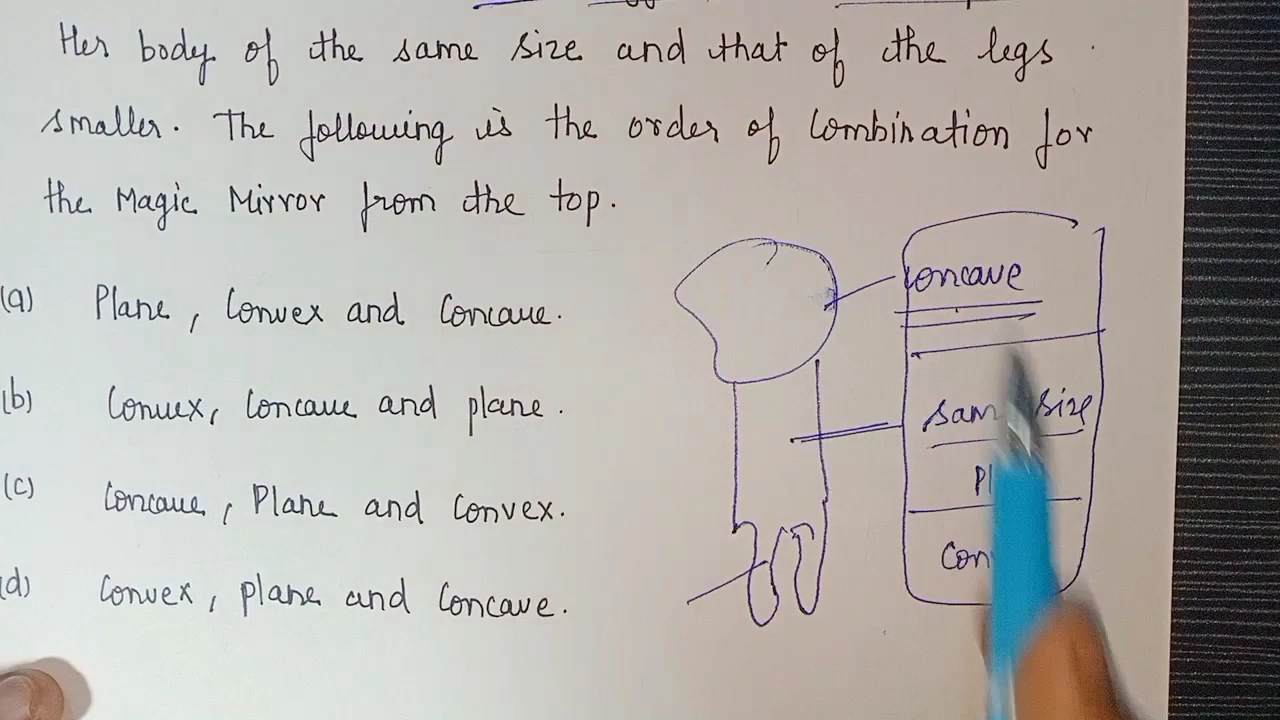 Her body of the same size and that of the legs
smaller. The following is the order of Combination for
the Magic Mirror from the top.
(a) Plane, Convex and Concave.
(b) Convex, Concave and plane.
(c) Concave, Plane and Convex.
(d) Convex, plane and Concave.
Concave
size